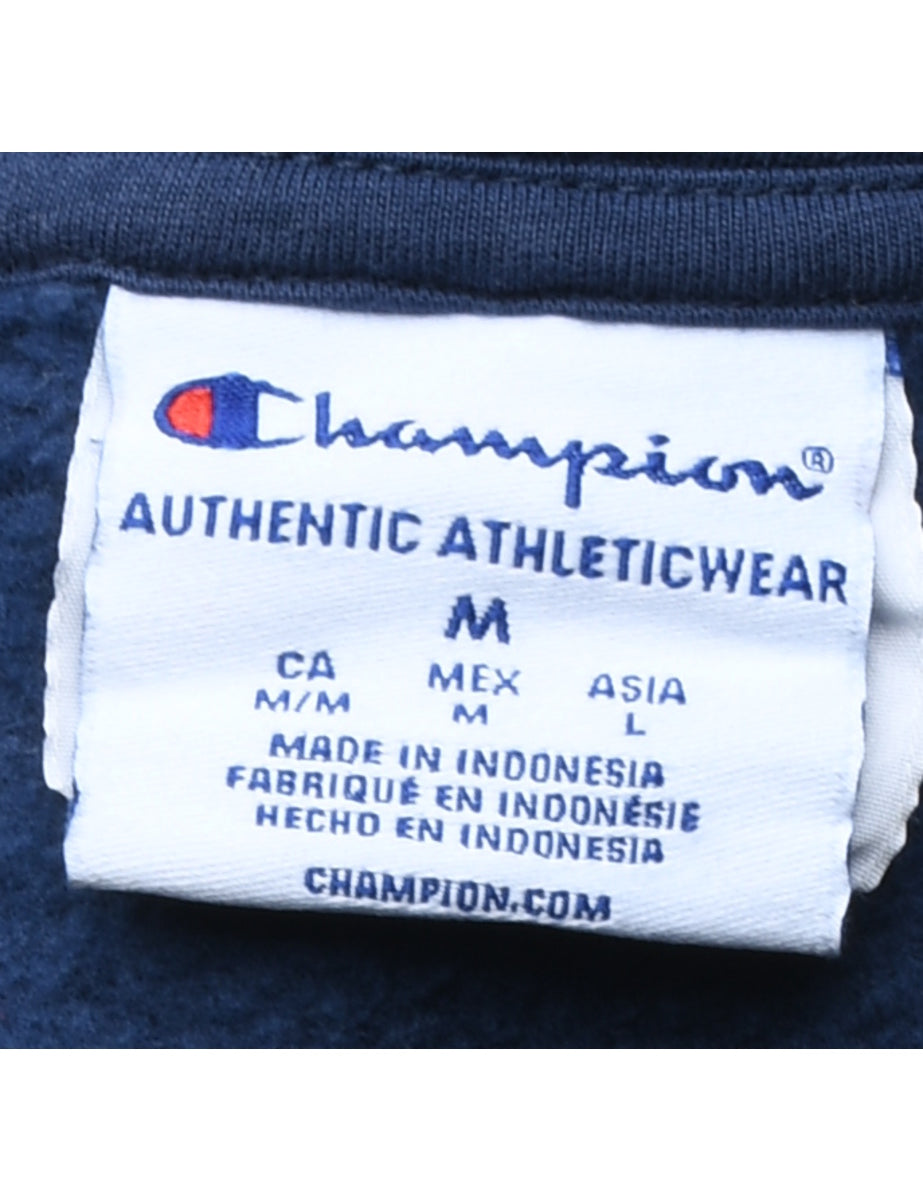 Champion®
AUTHENTIC ATHLETICWEAR
M
CA MEX ASIA
M/M M L
MADE IN INDONESIA
FABRIQUÉ EN INDONÉSIE
HECHO EN INDONESIA
CHAMPION.COM